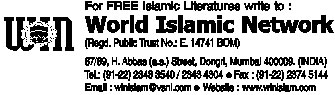 For FREE Islamic Literatures write to :
win World Islamic Network
(Regd. Public Trust No.: E. 14741 BOM)
67/69, H. Abbas (a.s.) Street, Dongri, Mumbai 400009. (INDIA)
Tel.: (91-22) 2348 3540 / 2343 4304 • Fax : (91-22) 2374 5144
Email : winislam@vsnl.com • Website : www.winislam.com